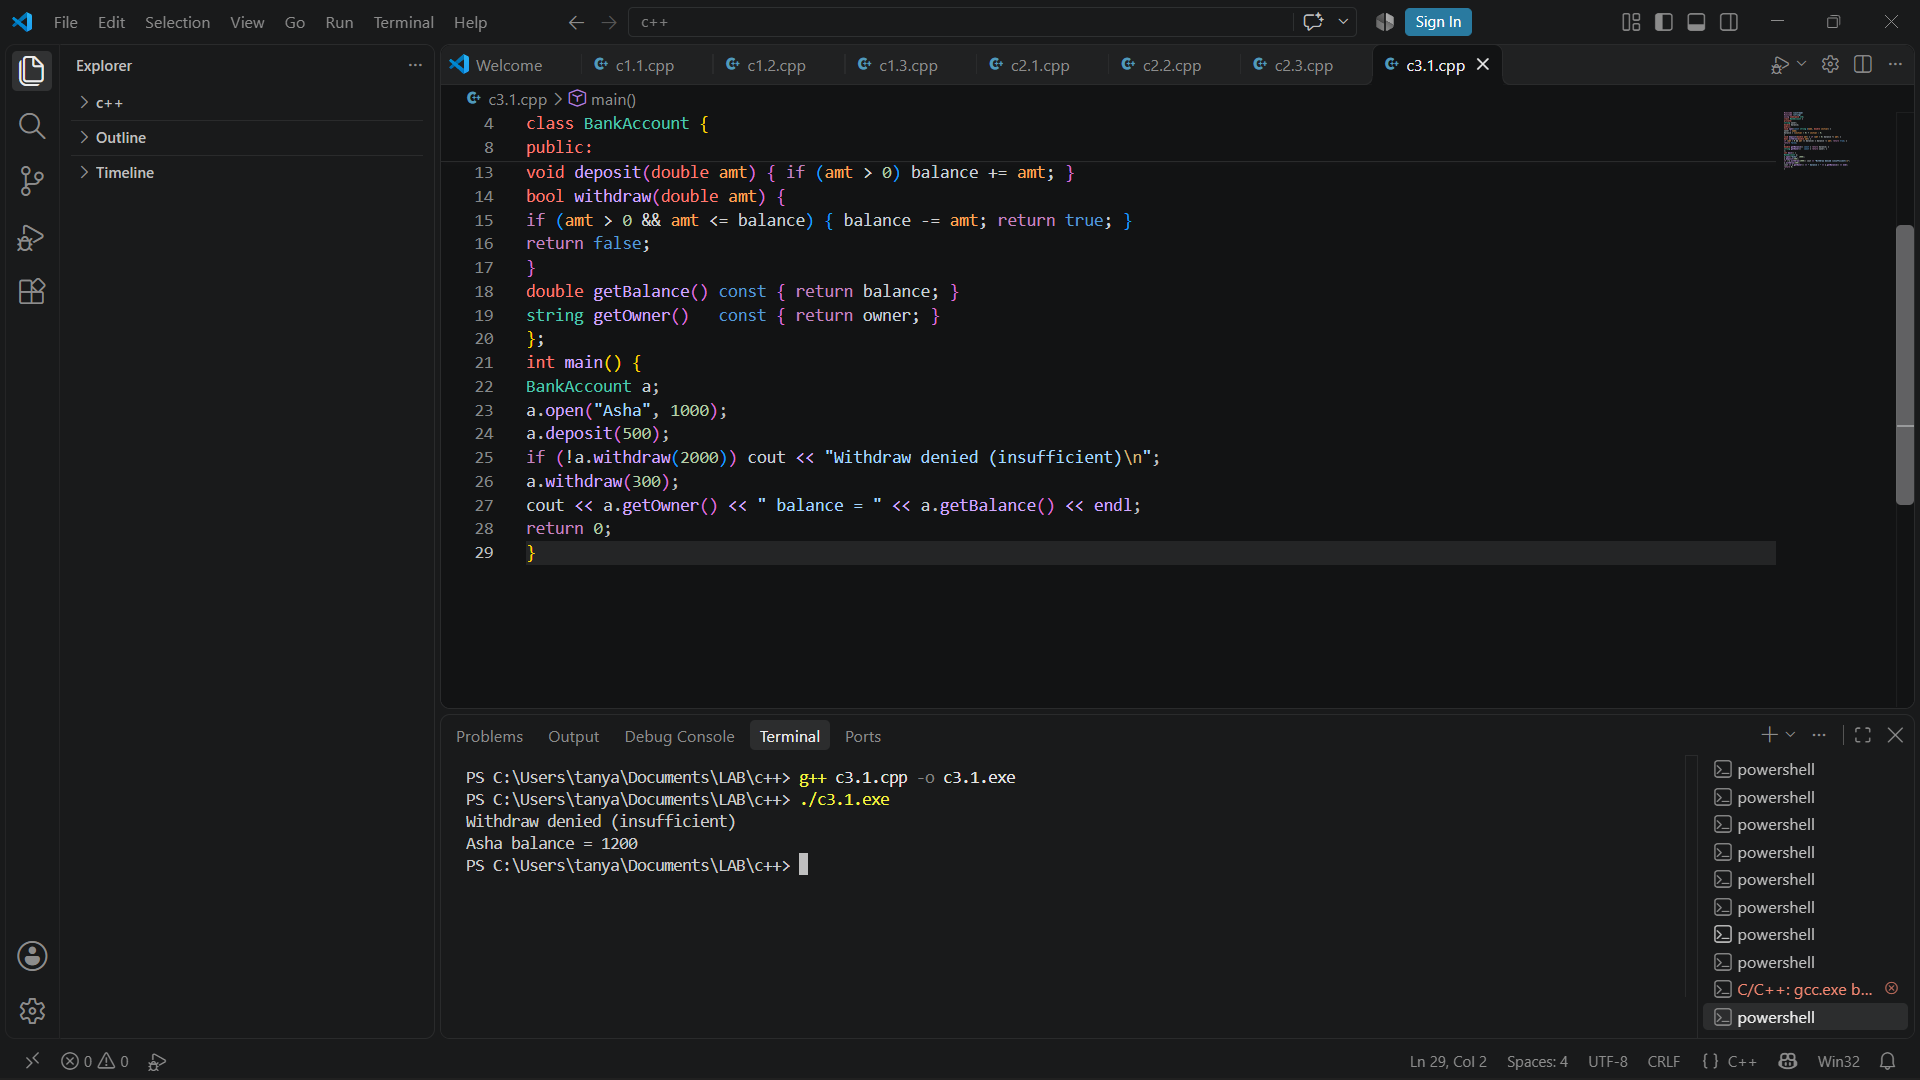 File Edit Selection View Go Run Terminal Help
c++
Sign In
Explorer
c++
Outline
Timeline
Welcome
c1.1.cpp
c1.2.cpp
c1.3.cpp
c2.1.cpp
c2.2.cpp
c2.3.cpp
c3.1.cpp
c3.1.cpp > main()
4 class BankAccount {
8 public:
13 void deposit(double amt) { if (amt > 0) balance += amt; }
14 bool withdraw(double amt) {
15 if (amt > 0 && amt <= balance) { balance -= amt; return true; }
16 return false;
17 }
18 double getBalance() const { return balance; }
19 string getOwner()   const { return owner; }
20 };
21 int main() {
22 BankAccount a;
23 a.open("Asha", 1000);
24 a.deposit(500);
25 if (!a.withdraw(2000)) cout << "Withdraw denied (insufficient)\n";
26 a.withdraw(300);
27 cout << a.getOwner() << " balance = " << a.getBalance() << endl;
28 return 0;
29 }
Problems Output Debug Console Terminal Ports
PS C:\Users\tanya\Documents\LAB\c++> g++ c3.1.cpp -o c3.1.exe
PS C:\Users\tanya\Documents\LAB\c++> ./c3.1.exe
Withdraw denied (insufficient)
Asha balance = 1200
PS C:\Users\tanya\Documents\LAB\c++>
powershell
powershell
powershell
powershell
powershell
powershell
powershell
powershell
C/C++: gcc.exe b...
powershell
0 0
Ln 29, Col 2 Spaces: 4 UTF-8 CRLF { } C++ Win32